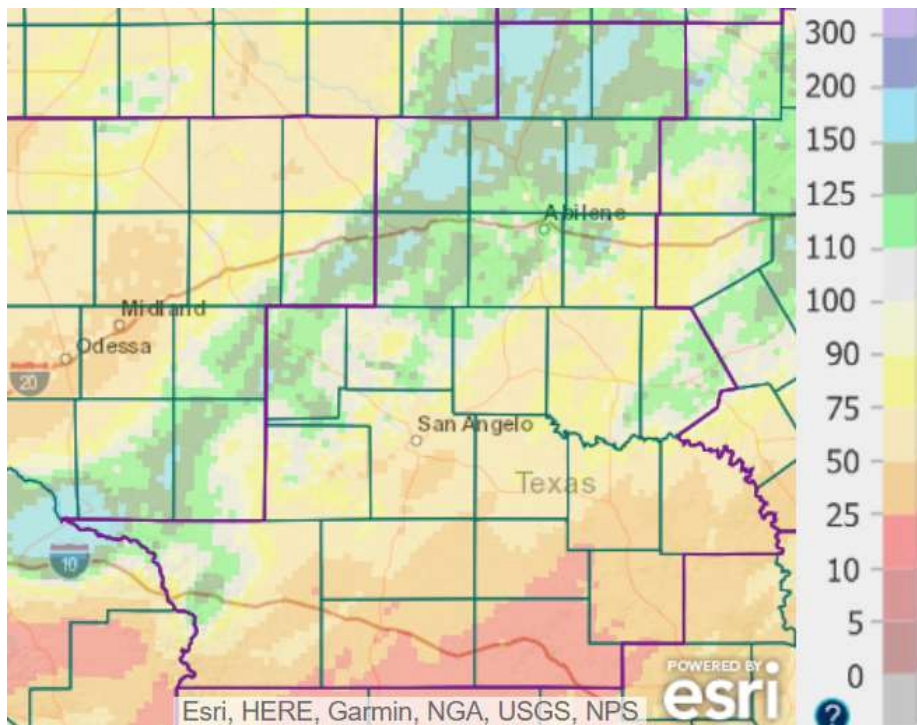 300
200
150
125
110
100
90
75
50
25
10
5
0
Abilene
Midland
Odessa
20
San Angelo
Texas
10
POWERED BY
esri
Esri, HERE, Garmin, NGA, USGS, NPS
?